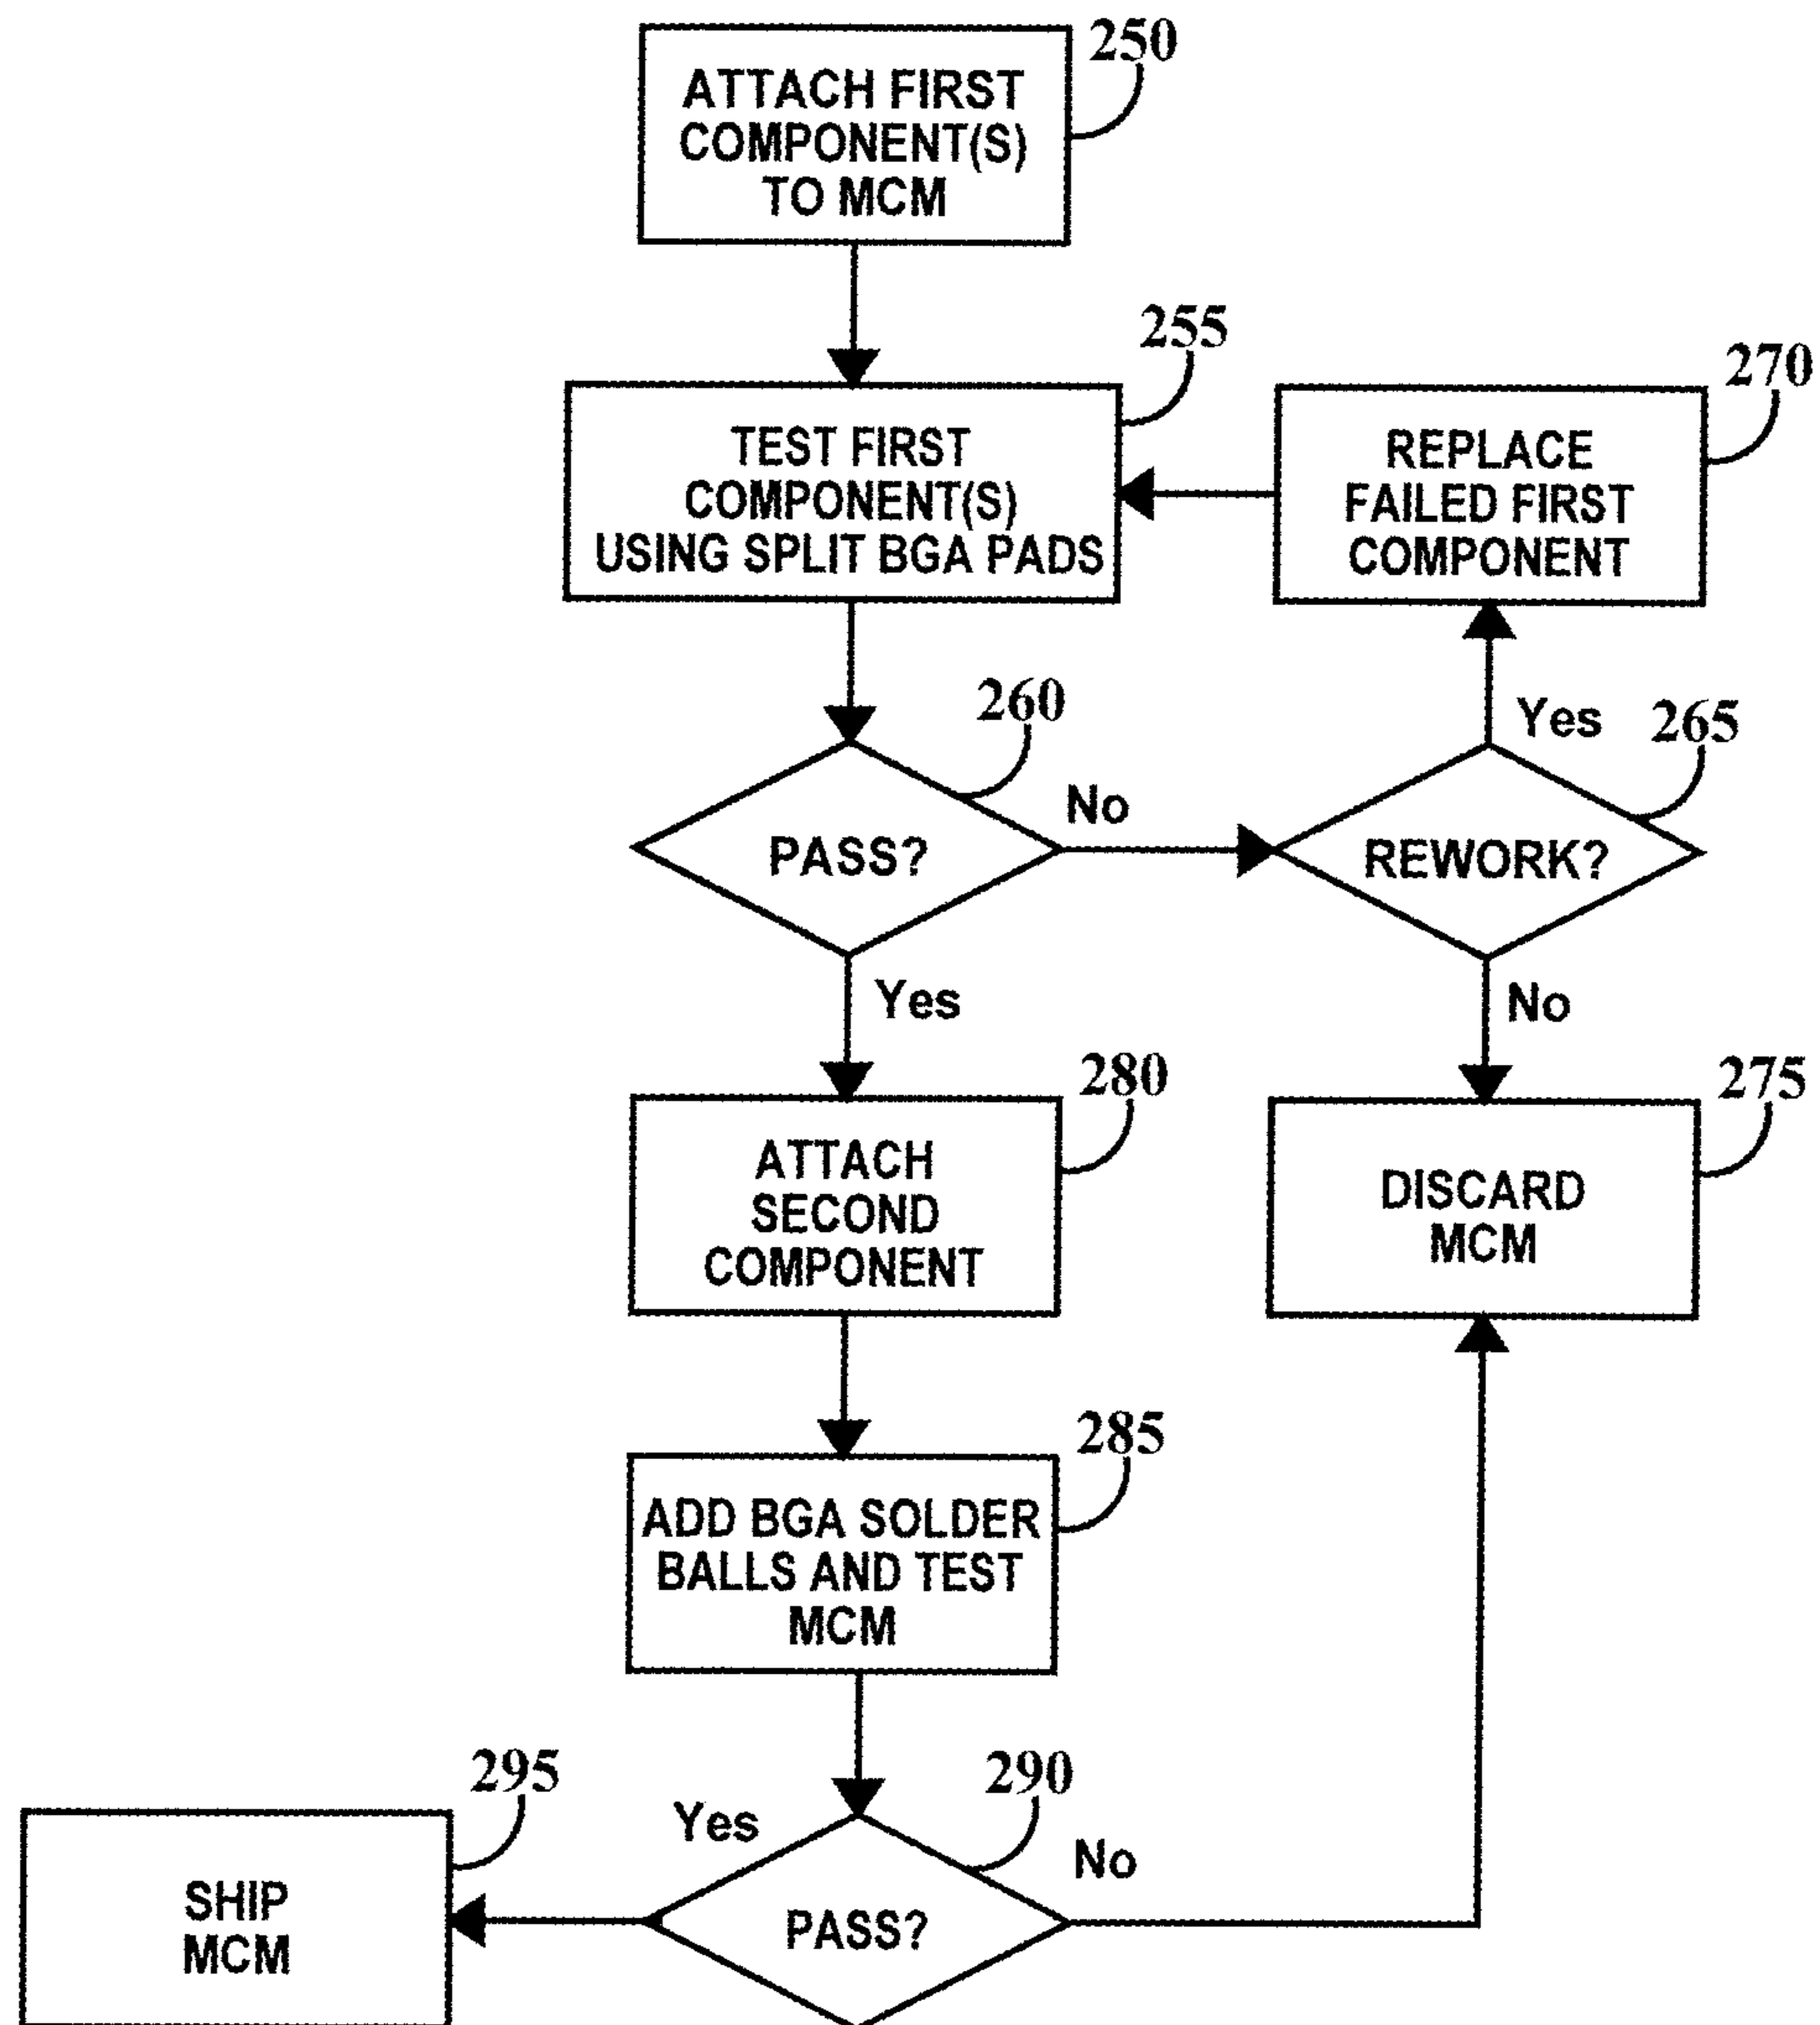 250
ATTACH FIRST
COMPONENT(S)
TO MCM
255
TEST FIRST
COMPONENT(S)
USING SPLIT BGA PADS
270
REPLACE
FAILED FIRST
COMPONENT
260
PASS?
No
Yes
265
REWORK?
Yes
No
280
ATTACH
SECOND
COMPONENT
275
DISCARD
MCM
285
ADD BGA SOLDER
BALLS AND TEST
MCM
295
SHIP
MCM
Yes
290
PASS?
No